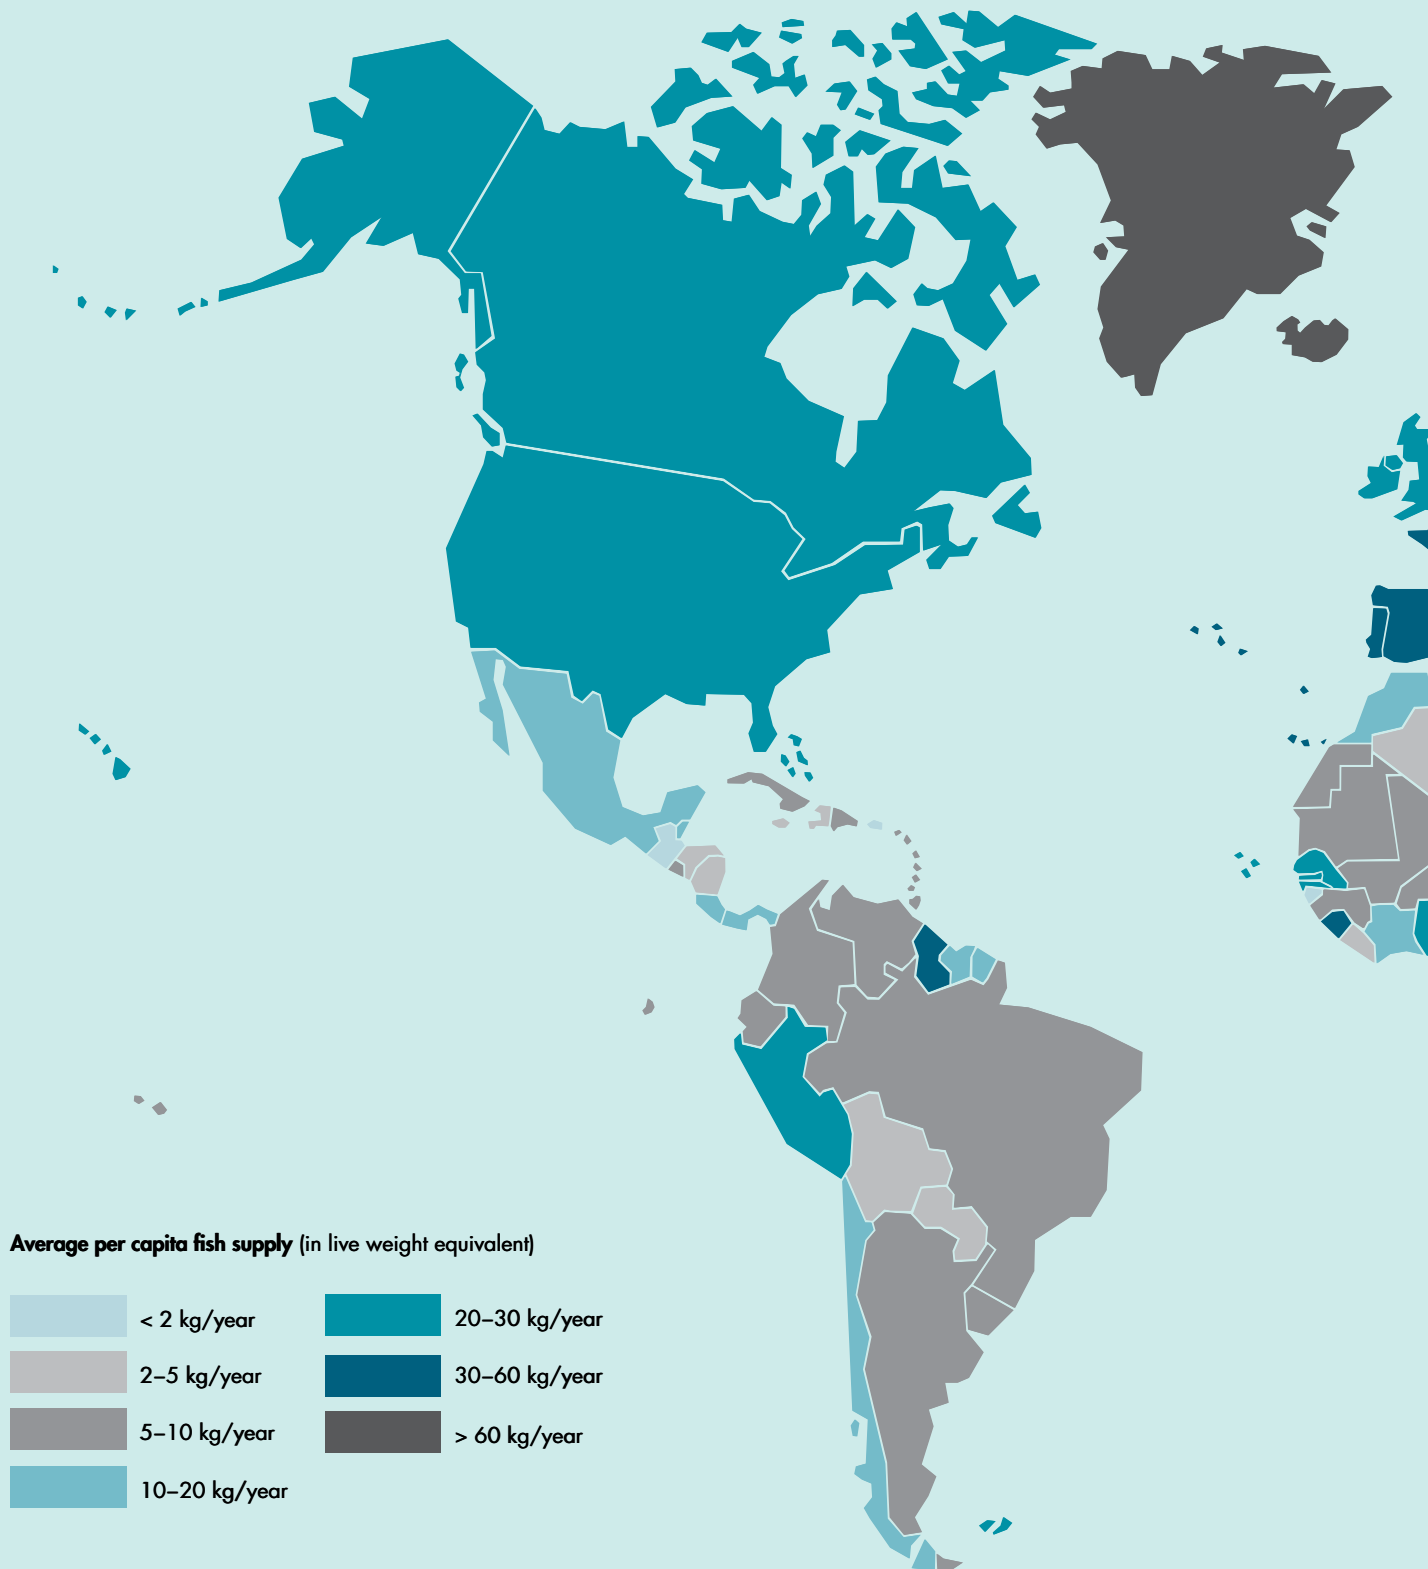 Average per capita fish supply (in live weight equivalent)
< 2 kg/year
2–5 kg/year
5–10 kg/year
10–20 kg/year
20–30 kg/year
30–60 kg/year
> 60 kg/year